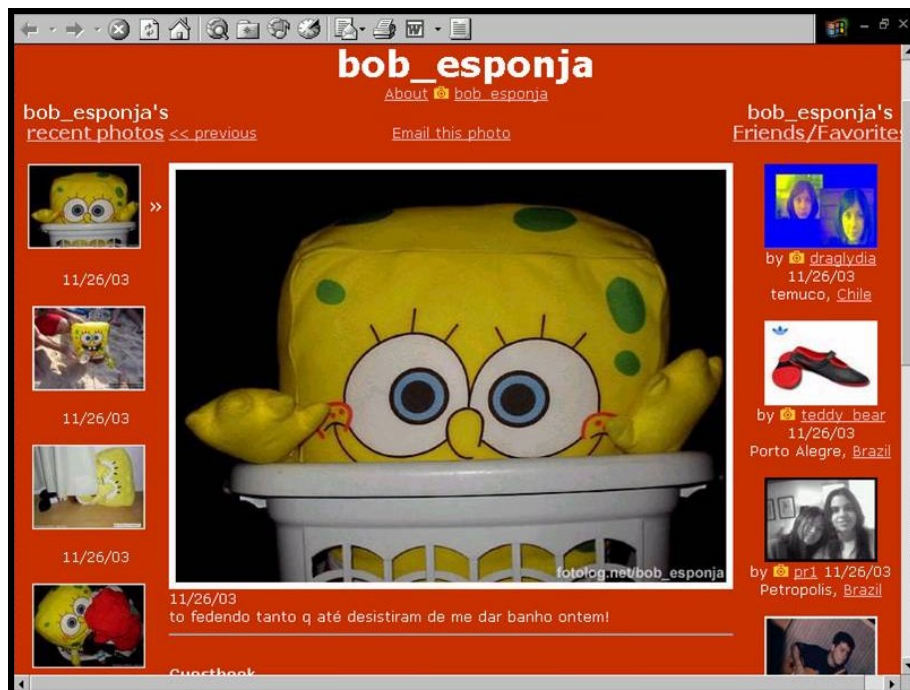 bob_esponja
About bob_esponja
bob_esponja's
recent photos
<< previous
Email this photo
bob_esponja's
Friends/Favorites
»
11/26/03
11/26/03
11/26/03
fotolog.net/bob_esponja
11/26/03
to fedendo tanto q até desistiram de me dar banho ontem!
Guestbook
by draglydia
11/26/03
temuco, Chile
by teddy_bear
11/26/03
Porto Alegre, Brazil
by pr1 11/26/03
Petropolis, Brazil